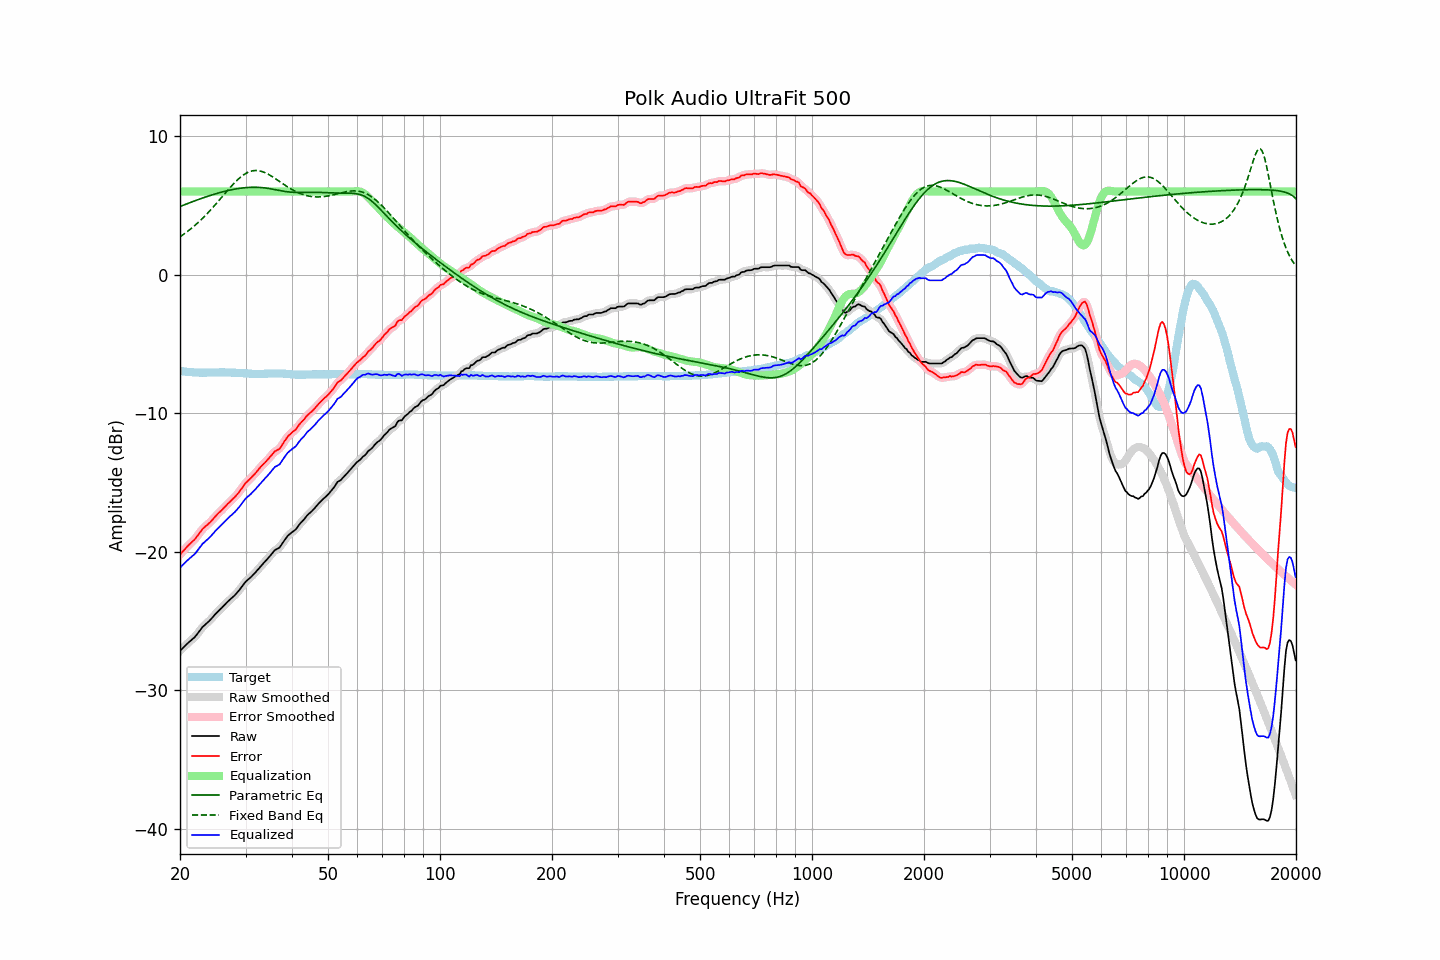 Polk Audio UltraFit 500
10
0
−10
−20
−30
−40
Amplitude (dBr)
Target
Raw Smoothed
Error Smoothed
Raw
Error
Equalization
Parametric Eq
Fixed Band Eq
Equalized
20 50 100 200 500 1000 2000 5000 10000 20000
Frequency (Hz)